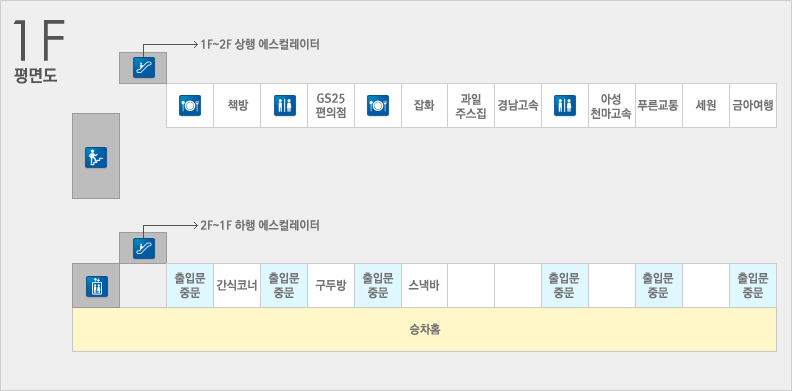 1F
평면도
1F~2F 상행 에스컬레이터
책방
GS25
편의점
잡화
과일
주스집
경남고속
아성
천마고속
푸른교통
세원
금아여행
2F~1F 하행 에스컬레이터
출입문
중문
간식코너
출입문
중문
구두방
출입문
중문
스낵바
출입문
중문
출입문
중문
출입문
중문
승차홈